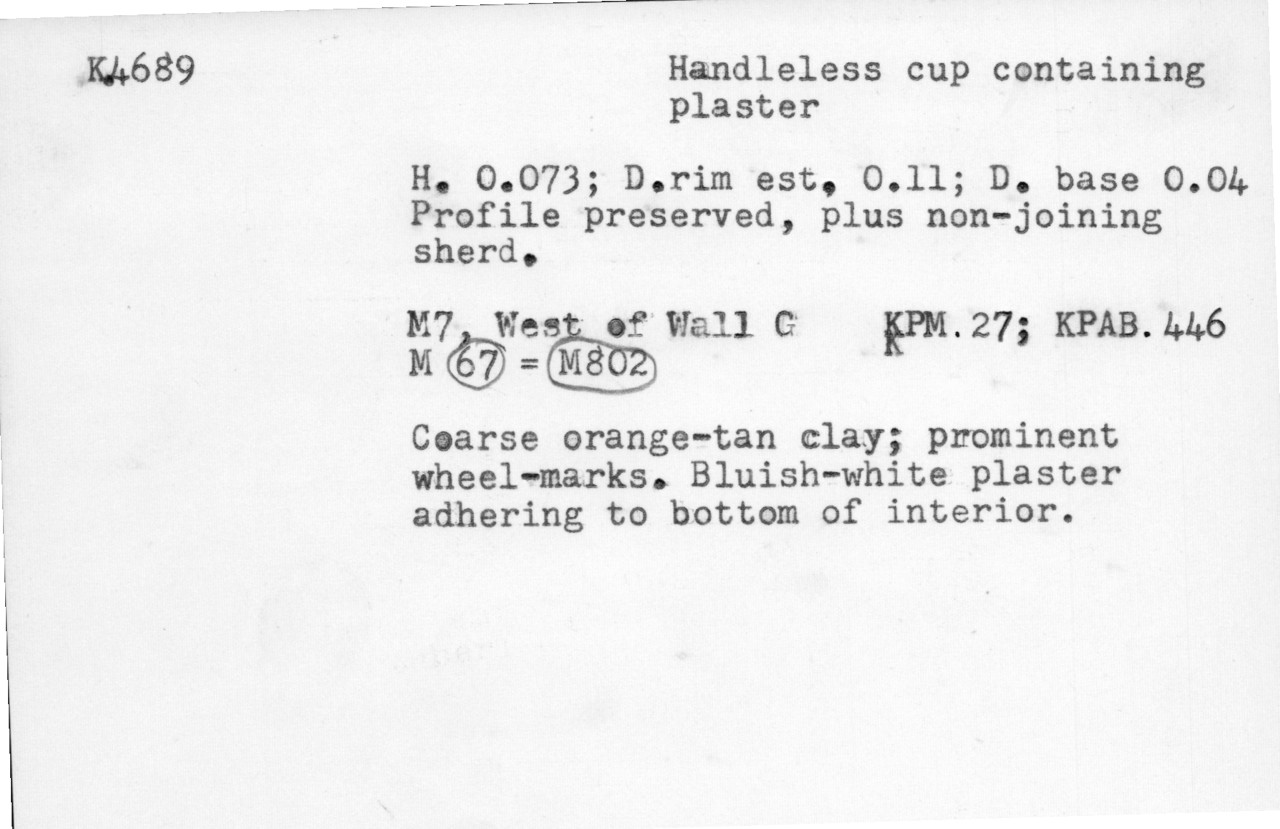 K.4689
Handleless cup containing
plaster
H. 0.073; D.rim est. 0.11; D. base 0.04
Profile preserved, plus non-joining
sherd.
M7, West of Wall G KPM.27; KPAB.446
M 67 = M802
Coarse orange-tan clay; prominent
wheel-marks. Bluish-white plaster
adhering to bottom of interior.